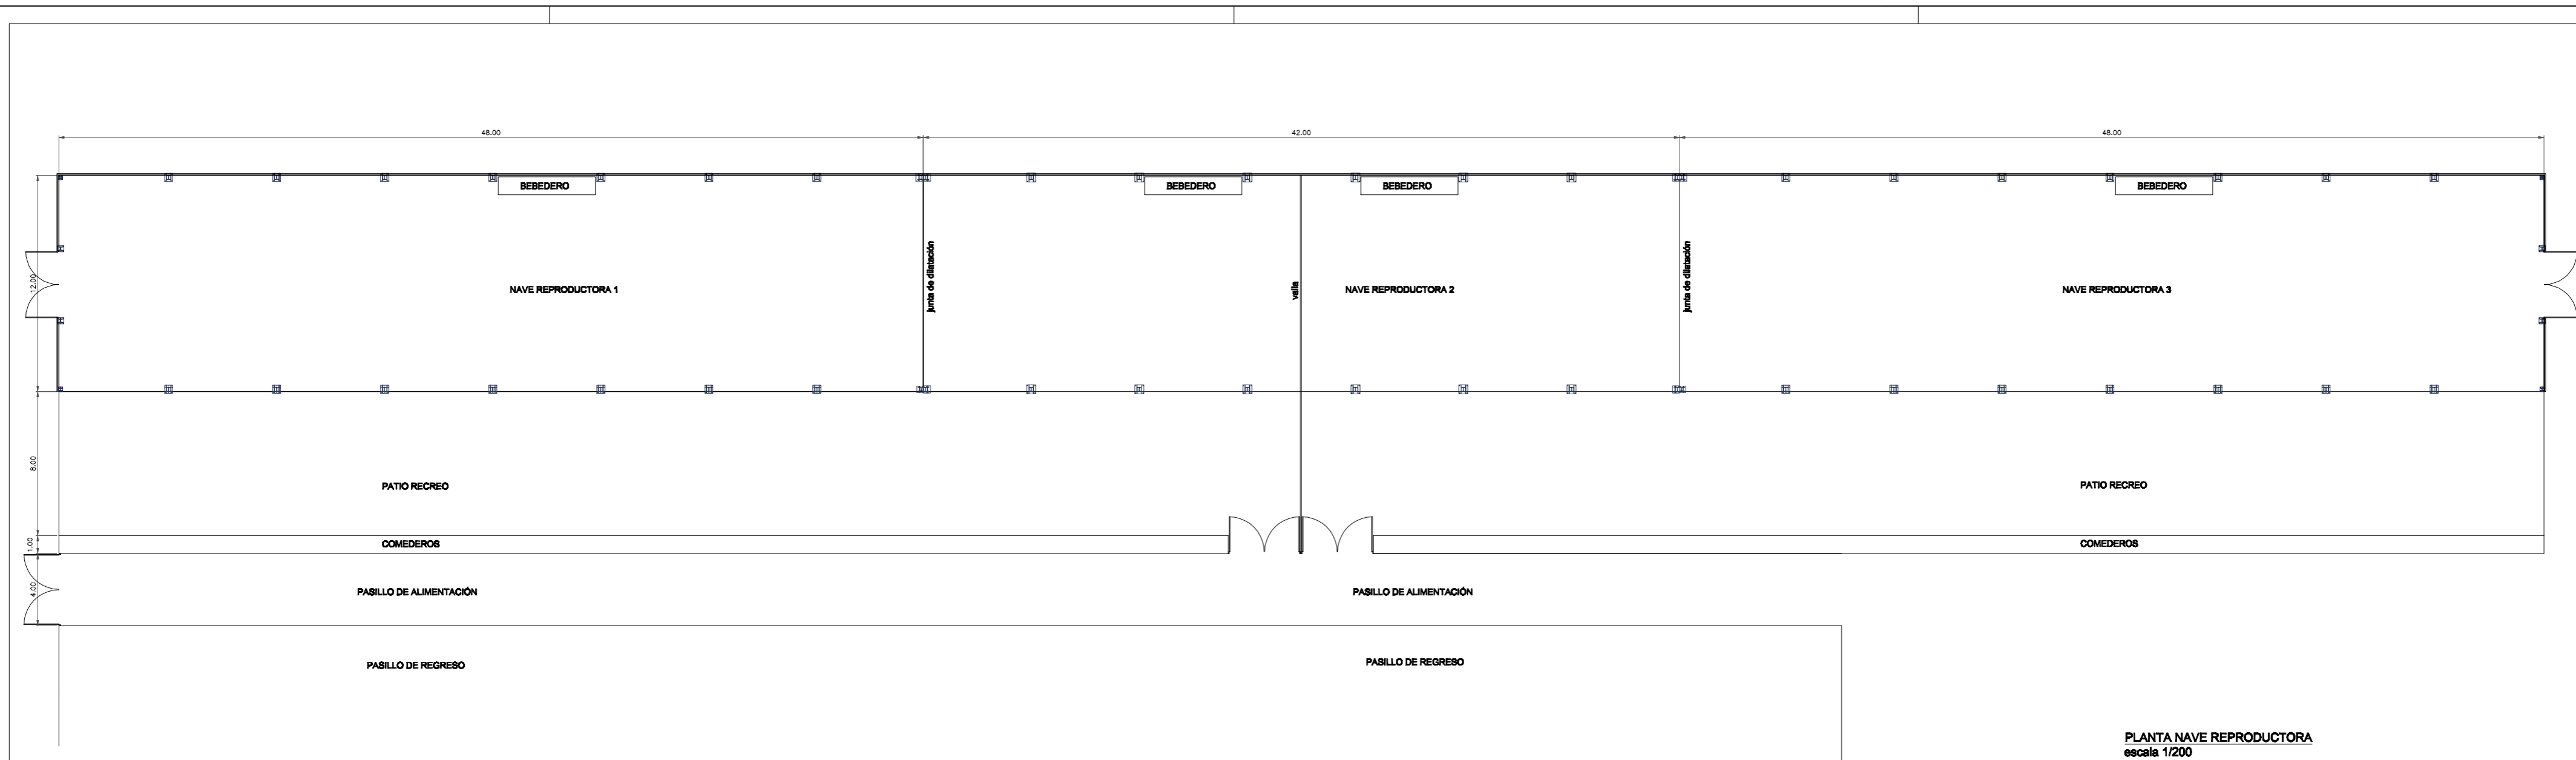 48.00
42.00
48.00
BEBEDERO
BEBEDERO
BEBEDERO
BEBEDERO
12.00
NAVE REPRODUCTORA 1
junta de dilatación
valla
NAVE REPRODUCTORA 2
junta de dilatación
NAVE REPRODUCTORA 3
8.00
PATIO RECREO
PATIO RECREO
1.00
COMEDEROS
COMEDEROS
4.00
PASILLO DE ALIMENTACIÓN
PASILLO DE ALIMENTACIÓN
PASILLO DE REGRESO
PASILLO DE REGRESO
PLANTA NAVE REPRODUCTORA
escala 1/200